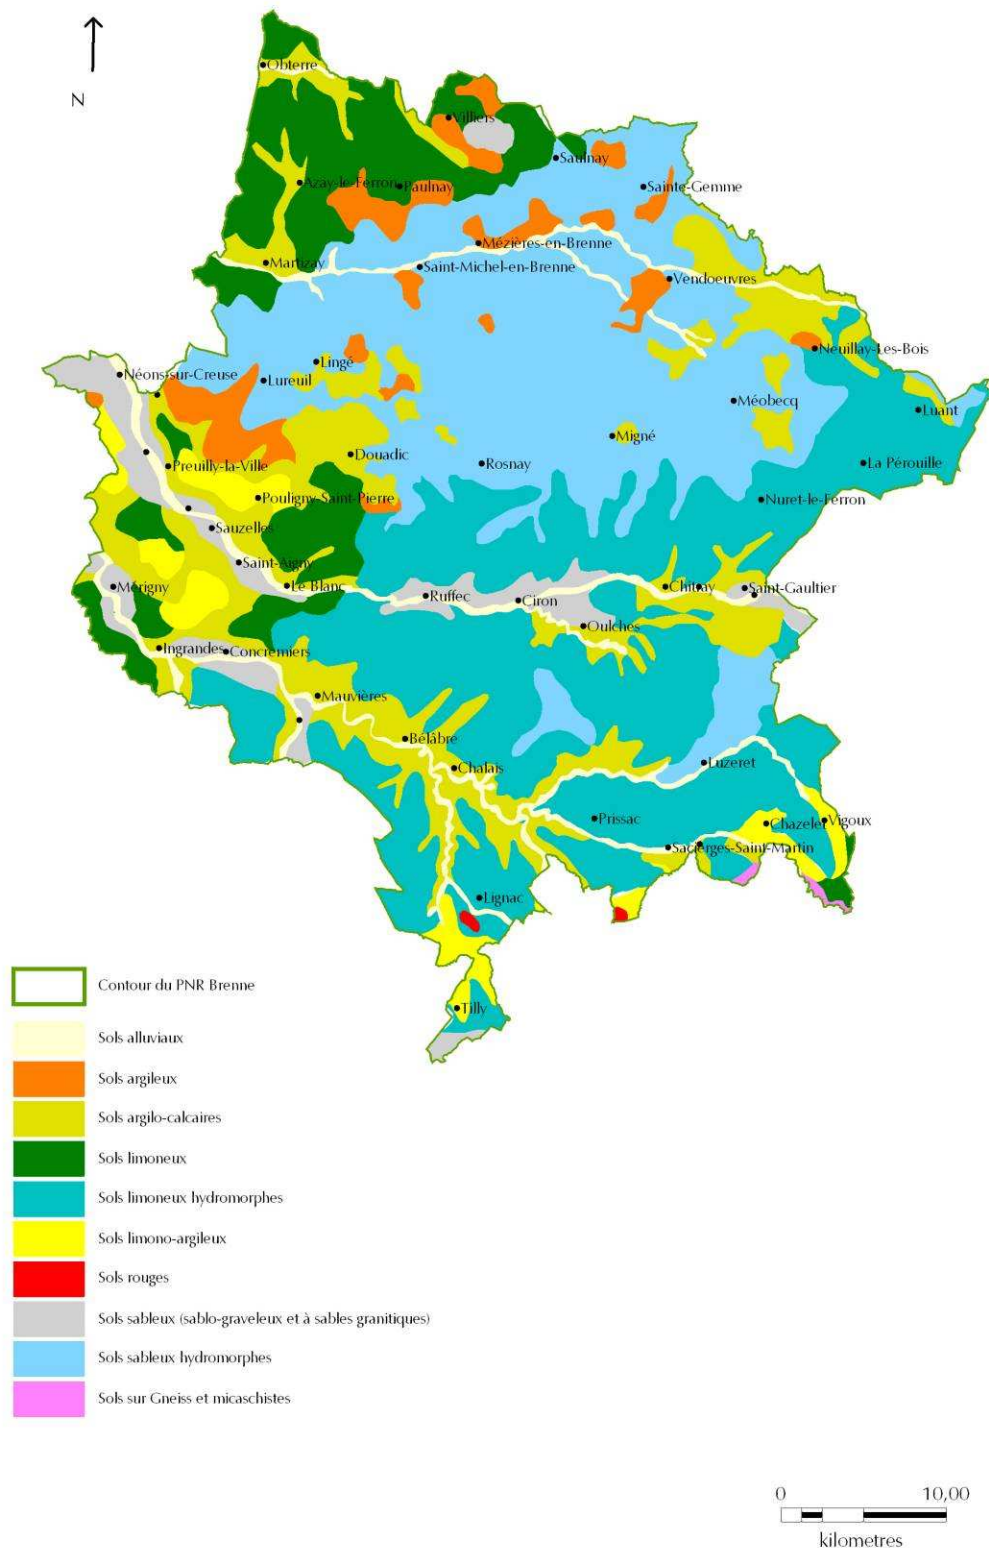 Obterre
N
Villiers
Saulnay
Azay-le-Ferron
Paulnay
Sainte-Gemme
Mézières-en-Brenne
Martizay
Saint-Michel-en-Brenne
Vendoeuvres
Neuillay-Les-Bois
Lingé
Néons-sur-Creuse
Lureuil
Méobecq
Luant
Migné
Douadic
Rosnay
La Pérouille
Preuilly-la-Ville
Pouligny-Saint-Pierre
Nuret-le-Ferron
Sauzelles
Saint-Aigny
Mérigny
Le Blanc
Ruffec
Ciron
Chitray
Saint-Gaultier
Oulches
Ingrandes
Concremiers
Mauvières
Bélâbre
Chalais
Luzeret
Prissac
Chazelet
Vigoux
Sacierges-Saint-Martin
Lignac
Tilly
Contour du PNR Brenne
Sols alluviaux
Sols argileux
Sols argilo-calcaires
Sols limoneux
Sols limoneux hydromorphes
Sols limono-argileux
Sols rouges
Sols sableux (sablo-graveleux et à sables granitiques)
Sols sableux hydromorphes
Sols sur Gneiss et micaschistes
0 10,00
kilometres